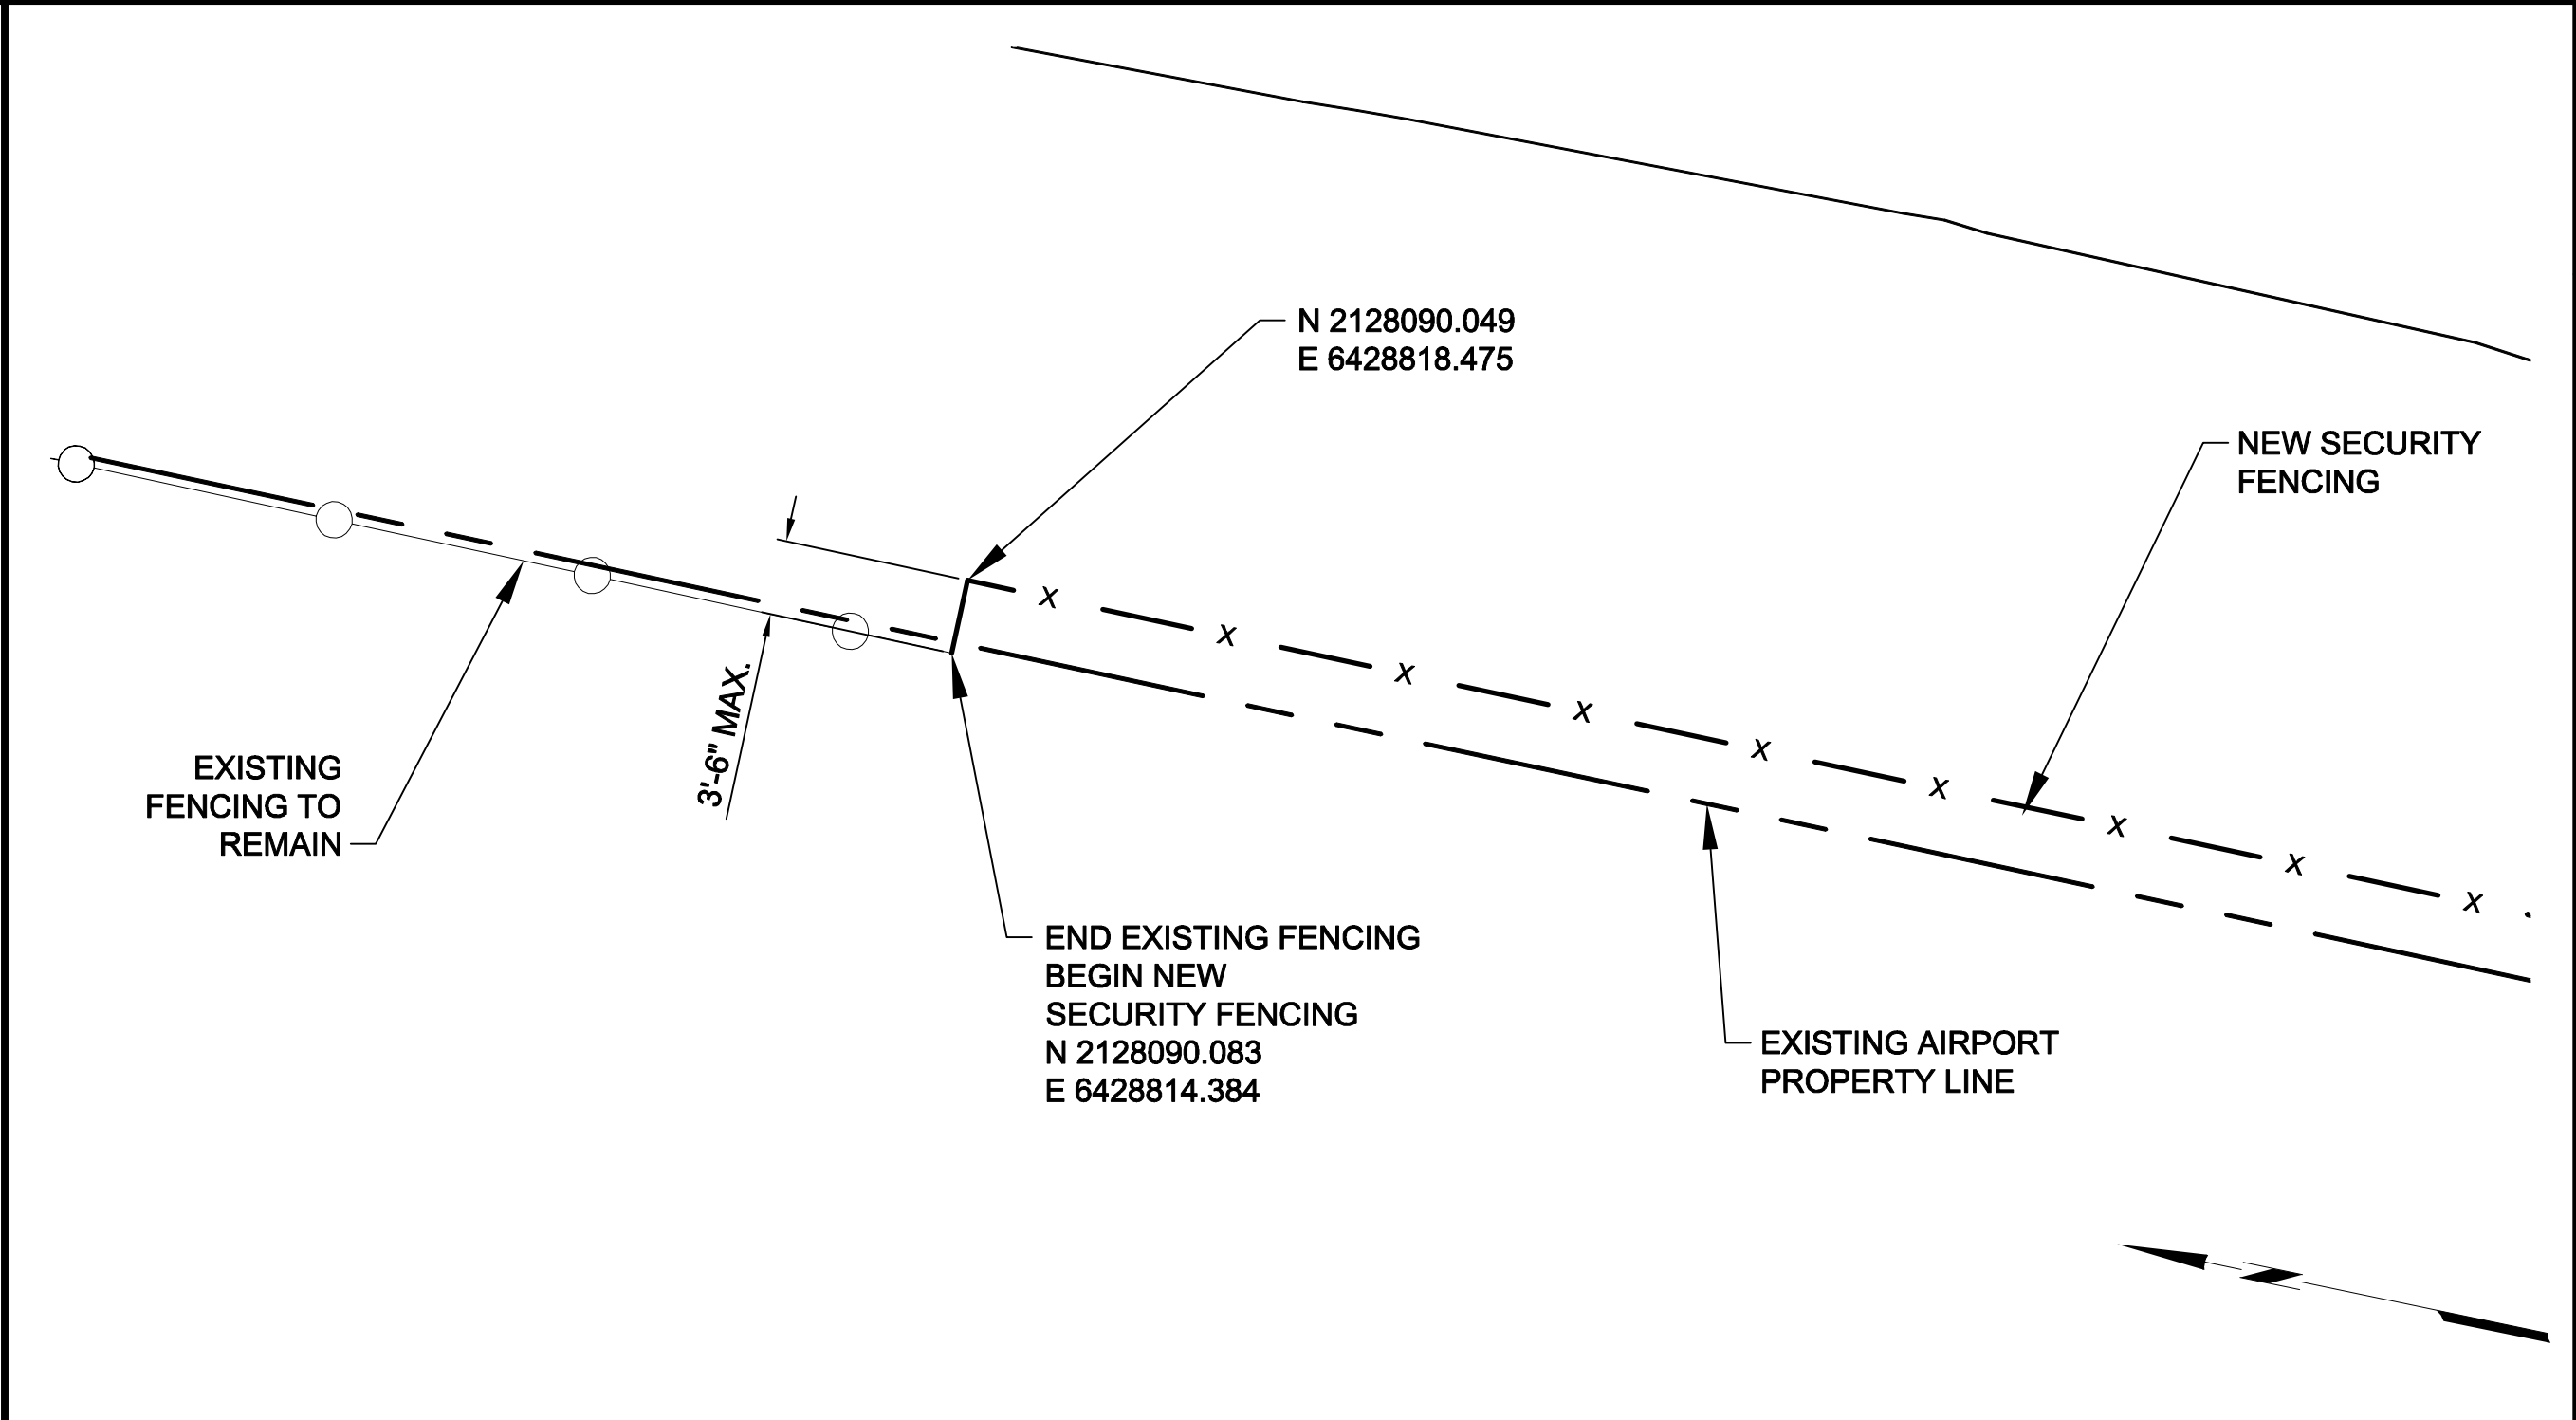 N 2128090.049
E 6428818.475
NEW SECURITY
FENCING
EXISTING
FENCING TO
REMAIN
3'-6" MAX.
END EXISTING FENCING
BEGIN NEW
SECURITY FENCING
N 2128090.083
E 6428814.384
EXISTING AIRPORT
PROPERTY LINE
X X X X X X X X X